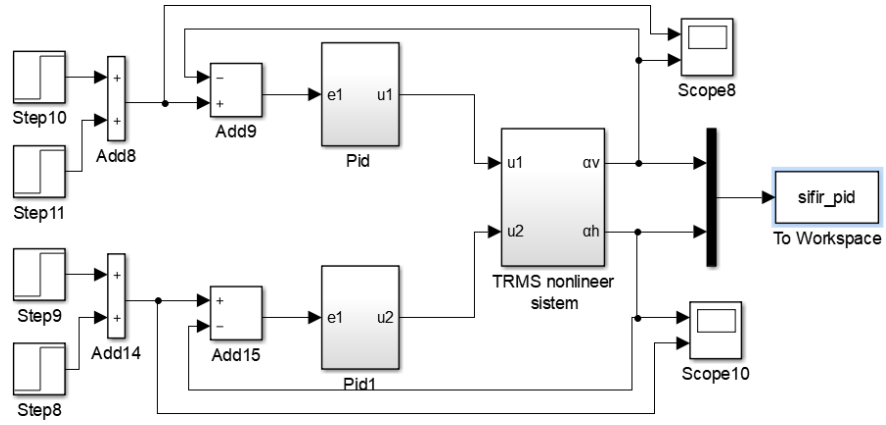 Step10
+
+
Add8
Step11
−
+
Add9
e1
u1
Pid
Scope8
u1
u2
αv
αh
TRMS nonlineer
sistem
sifir_pid
To Workspace
Step9
+
+
Add14
Step8
+
−
Add15
e1
u2
Pid1
Scope10